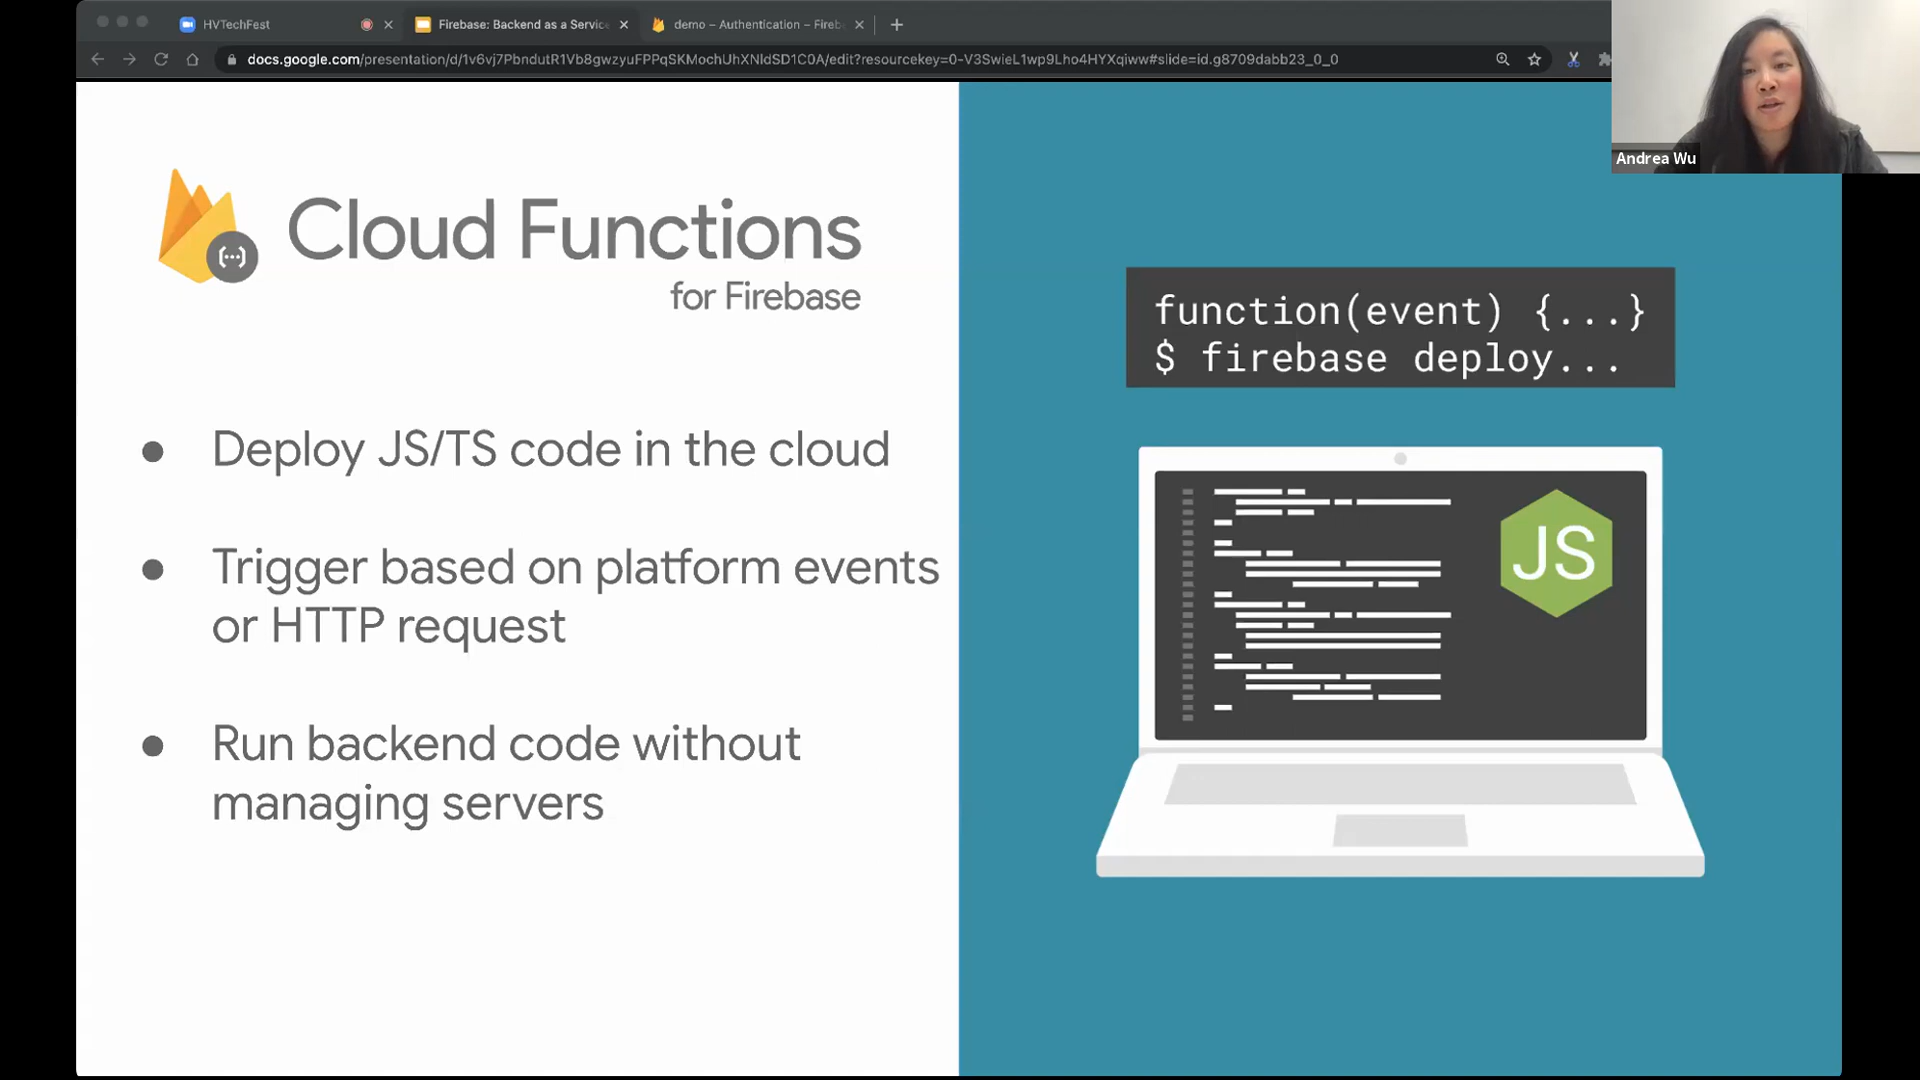 HVTechFest
Firebase: Backend as a Service
demo – Authentication – Fireb
docs.google.com/presentation/d/1v6vj7PbndutR1Vb8gwzyuFPPqSKMochUhXNldSD1C0A/edit?resourcekey=0-V3SwieL1wp9Lho4HYXqiww#slide=id.g8709dabb23_0_0
Andrea Wu
Cloud Functions
for Firebase
function(event) {...}
$ firebase deploy...
• Deploy JS/TS code in the cloud
• Trigger based on platform events
or HTTP request
• Run backend code without
managing servers
JS